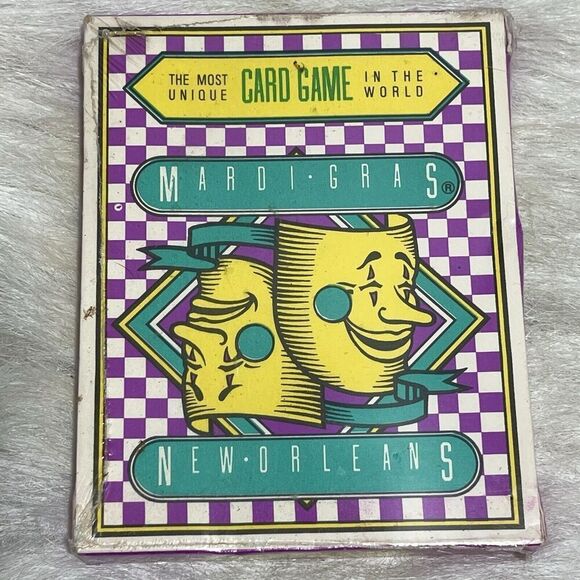 THE MOST UNIQUE CARD GAME IN THE WORLD
MARDI·GRAS®
NEW·ORLEANS